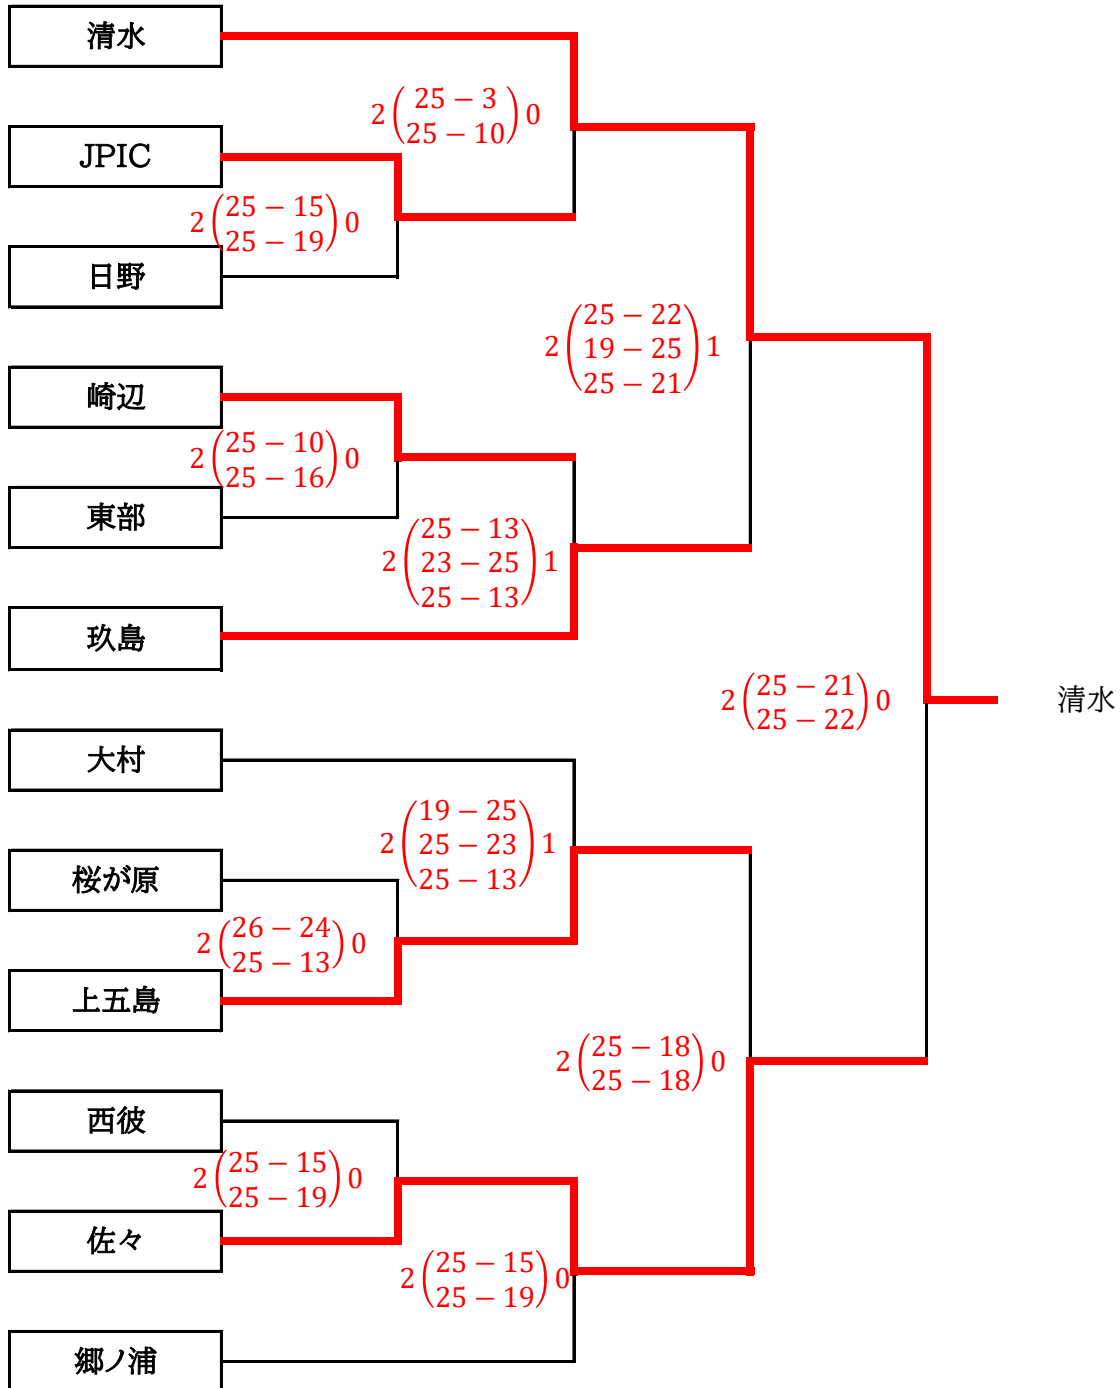 清水
2(25 − 3
25 − 10)0
JPIC
2(25 − 15
25 − 19)0
日野
2(25 − 22
19 − 25
25 − 21)1
崎辺
2(25 − 10
25 − 16)0
東部
2(25 − 13
23 − 25
25 − 13)1
玖島
2(25 − 21
25 − 22)0
清水
大村
2(19 − 25
25 − 23
25 − 13)1
桜が原
2(26 − 24
25 − 13)0
上五島
2(25 − 18
25 − 18)0
西彼
2(25 − 15
25 − 19)0
佐々
2(25 − 15
25 − 19)0
郷ノ浦